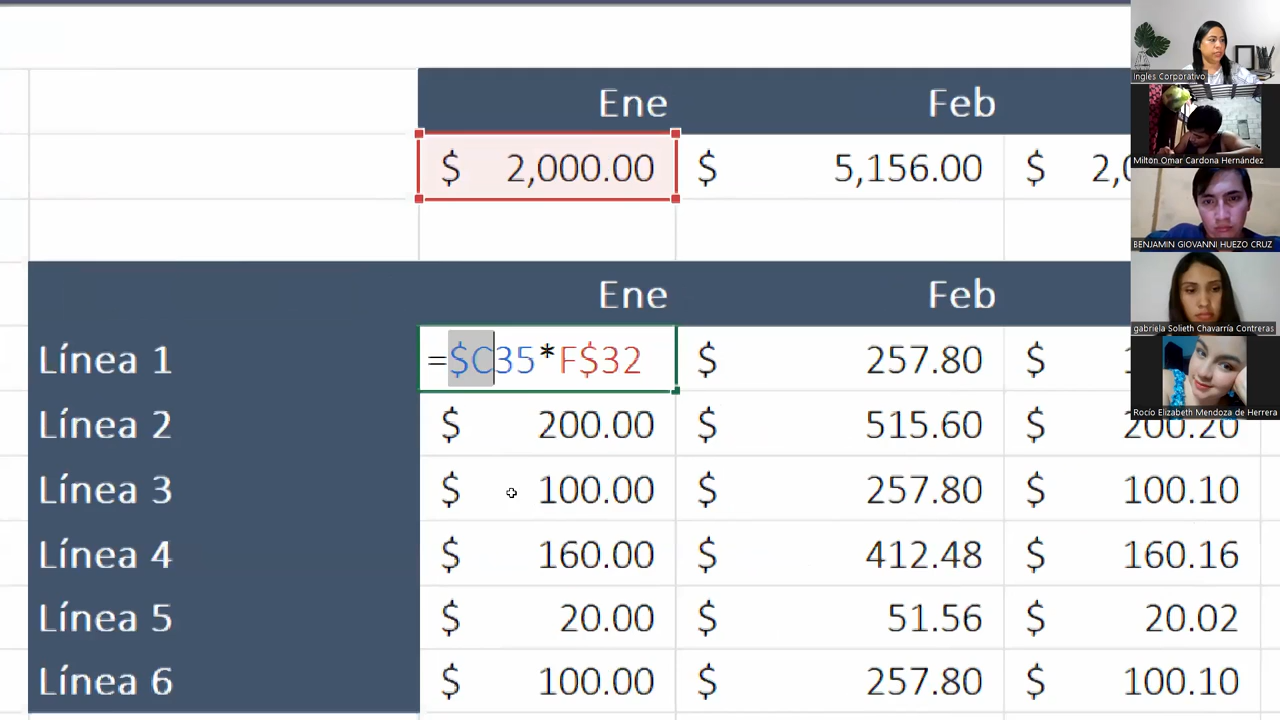 Ene Feb
$ 2,000.00 $ 5,156.00 $ 2,0
Ene Feb
Línea 1 =$C35*F$32 $ 257.80
Línea 2 $ 200.00 $ 515.60 $ 200.20
Línea 3 $ 100.00 $ 257.80 $ 100.10
Línea 4 $ 160.00 $ 412.48 $ 160.16
Línea 5 $ 20.00 $ 51.56 $ 20.02
Línea 6 $ 100.00 $ 257.80 $ 100.10
Ingles Corporativo
Milton Omar Cardona Hernández
BENJAMIN GIOVANNI HUEZO CRUZ
gabriela Solieth Chavarría Contreras
Rocío Elizabeth Mendoza de Herrera